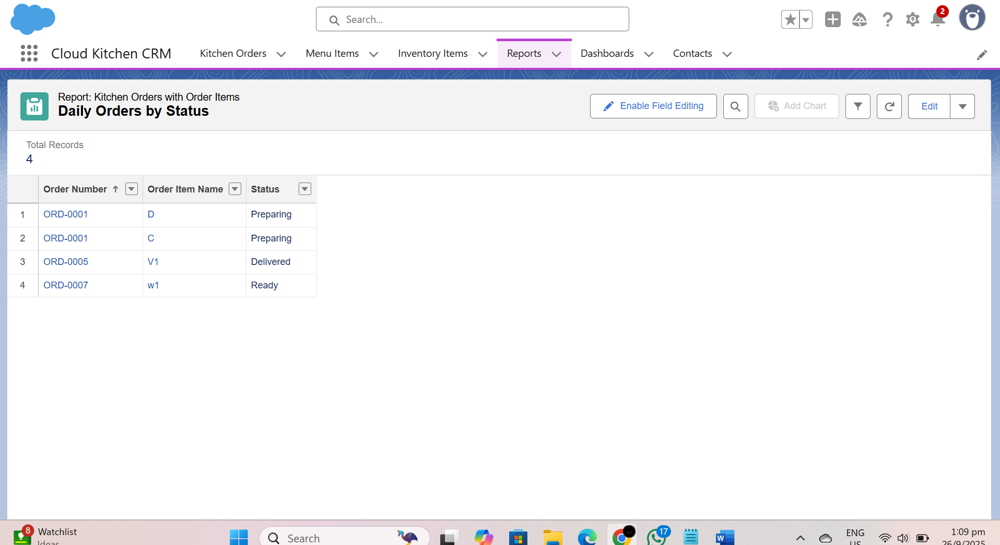 Search...
2
Cloud Kitchen CRM Kitchen Orders Menu Items Inventory Items Reports Dashboards Contacts
Report: Kitchen Orders with Order Items
Daily Orders by Status
Enable Field Editing Add Chart Edit
Total Records
4
Order Number Order Item Name Status
1 ORD-0001 D Preparing
2 ORD-0001 C Preparing
3 ORD-0005 V1 Delivered
4 ORD-0007 w1 Ready
8 Watchlist
Ideas
Search
W
17
ENG
US
1:09 pm
26/9/2025